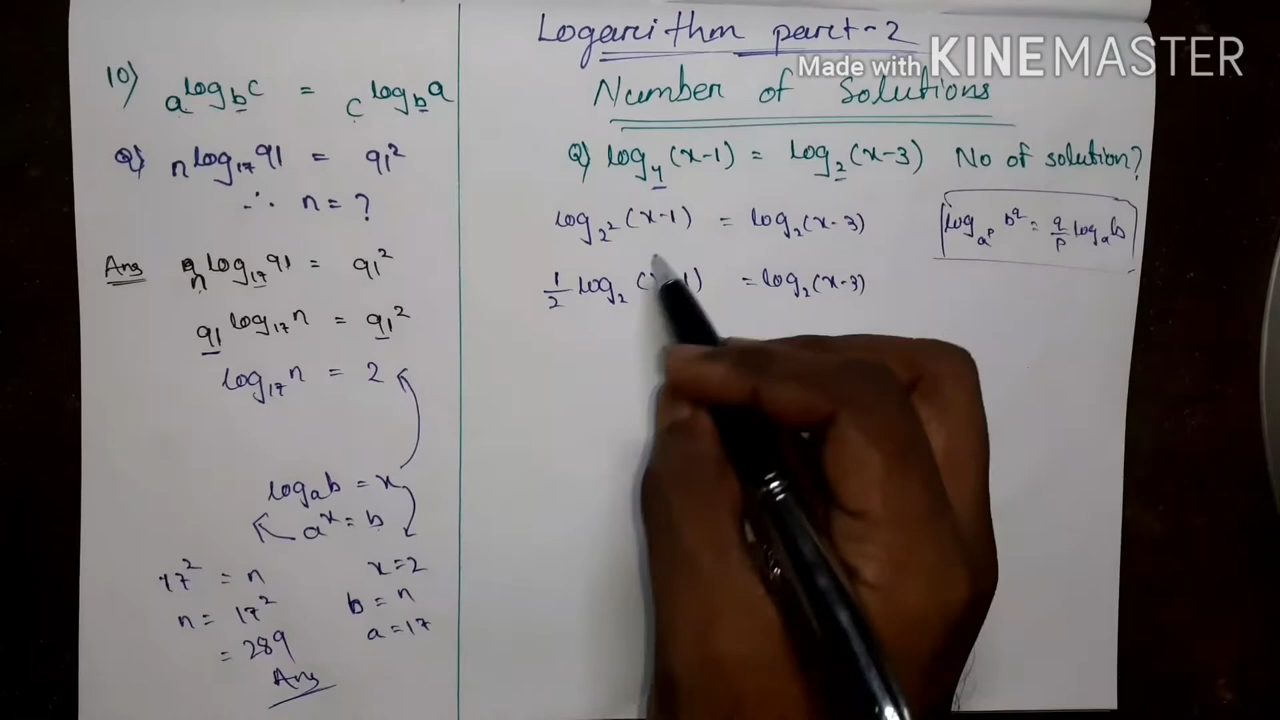 Logarithm part-2
Made with KINEMASTER
10) a^log_b c = c^log_b a
Q) n^log_17 91 = 91^2
∴ n = ?
Ans n^log_17 91 = 91^2
91^log_17 n = 91^2
log_17 n = 2
log_a b = x
a^x = b
17^2 = n
x = 2
n = 17^2
b = n
= 289
a = 17
Ans
Number of Solutions
Q) log_4 (x-1) = log_2 (x-3) No of solution?
log_2^2 (x-1) = log_2 (x-3)
log_a^p b^q = q/p log_a b
1/2 log_2 (x-1) = log_2 (x-3)